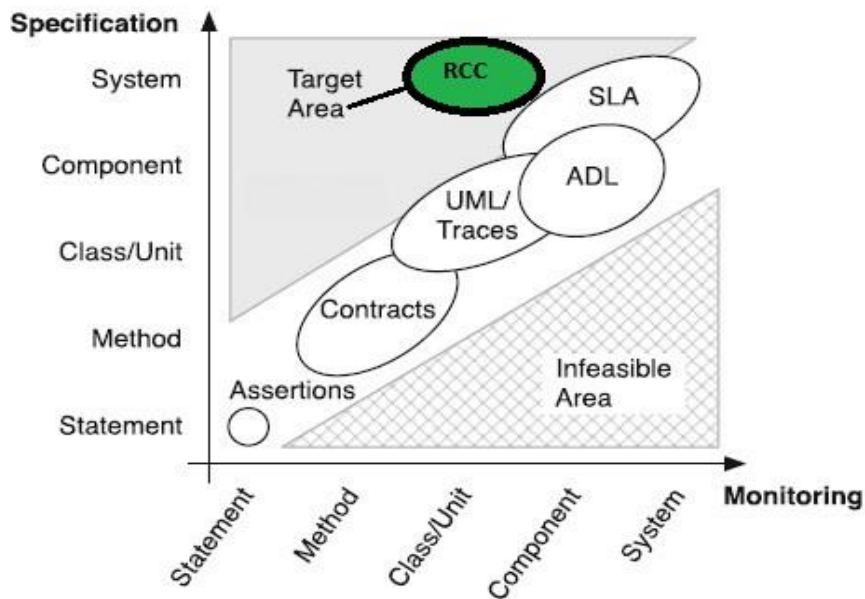 Specification
System
Component
Class/Unit
Method
Statement
Target
Area
RCC
SLA
ADL
UML/
Traces
Contracts
Assertions
Infeasible
Area
Statement
Method
Class/Unit
Component
System
Monitoring